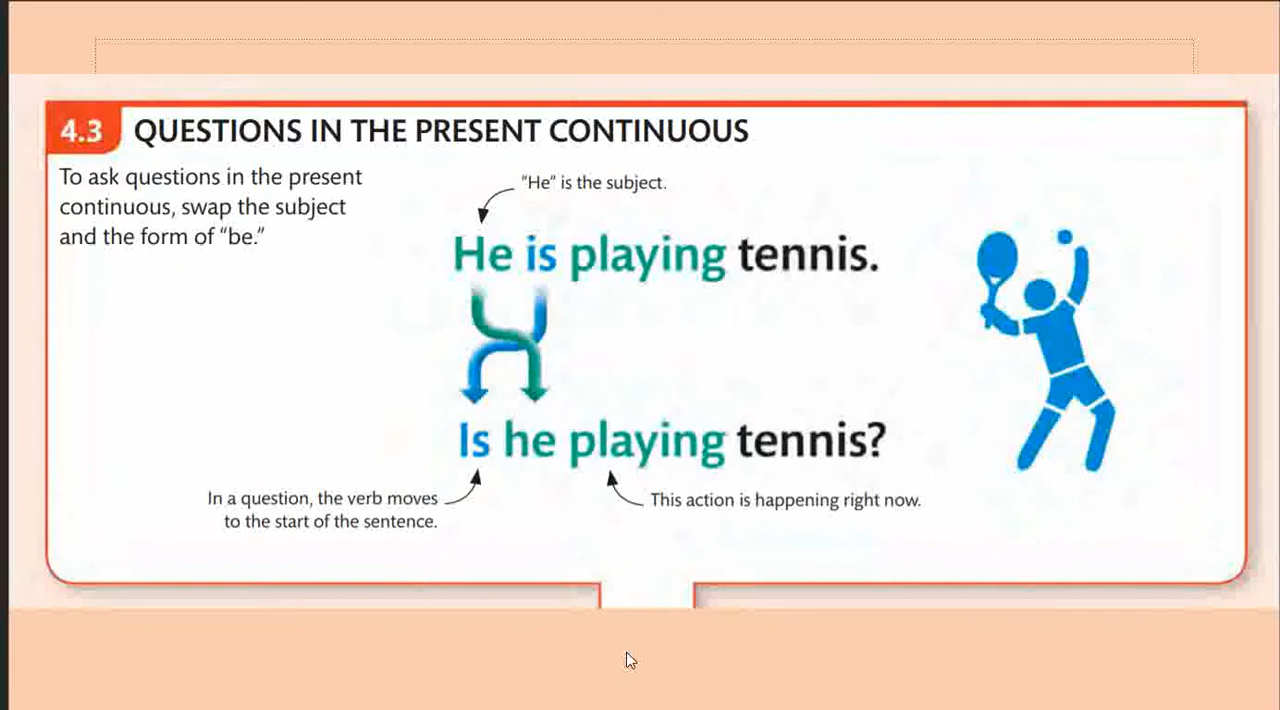 4.3 QUESTIONS IN THE PRESENT CONTINUOUS
To ask questions in the present
continuous, swap the subject
and the form of “be.”
“He” is the subject.
He is playing tennis.
Is he playing tennis?
In a question, the verb moves
to the start of the sentence.
This action is happening right now.